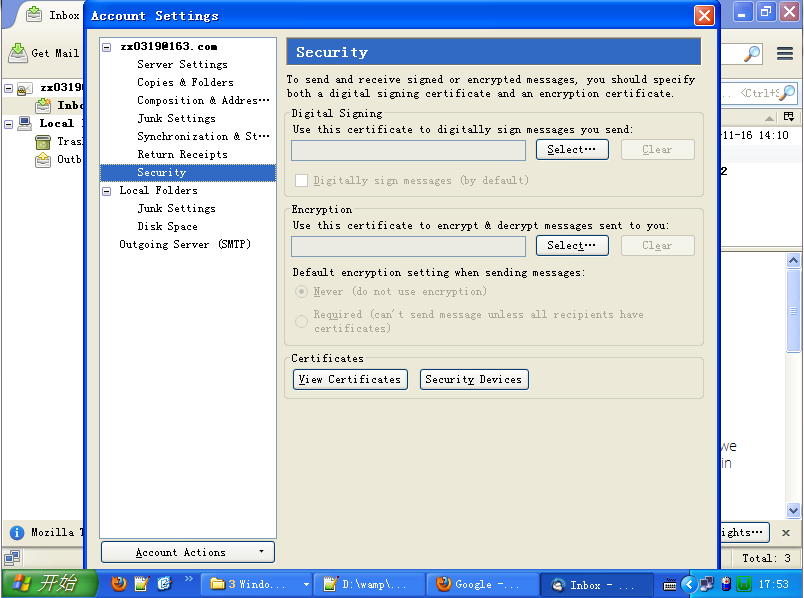 Inbox
Account Settings
Get Mail
zx0319
Inbo
Local
Tras
Outb
zx0319@163.com
Server Settings
Copies & Folders
Composition & Addres...
Junk Settings
Synchronization & St...
Return Receipts
Security
Local Folders
Junk Settings
Disk Space
Outgoing Server (SMTP)
Account Actions
Security
To send and receive signed or encrypted messages, you should specify
both a digital signing certificate and an encryption certificate.
Digital Signing
Use this certificate to digitally sign messages you send:
Select...
Clear
Digitally sign messages (by default)
Encryption
Use this certificate to encrypt & decrypt messages sent to you:
Select...
Clear
Default encryption setting when sending messages:
Never (do not use encryption)
Required (can't send message unless all recipients have
certificates)
Certificates
View Certificates
Security Devices
.. <Ctrl+S
-11-16 14:10
2
we
in
Mozilla T
ights...
Total: 3
开始
3 Windo...
D:\wamp\...
Google -...
Inbox - ...
17:53